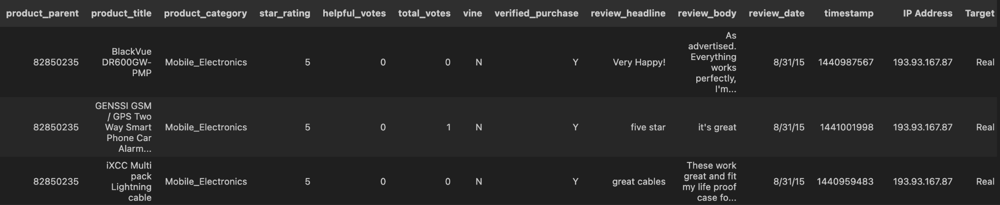 product_parent product_title product_category star_rating helpful_votes total_votes vine verified_purchase review_headline review_body review_date timestamp IP Address Target
82850235
BlackVue
DR600GW-
PMP
Mobile_Electronics 5 0 0 N Y Very Happy!
As
advertised.
Everything
works
perfectly,
I'm...
8/31/15 1440987567 193.93.167.87 Real
82850235
GENSSI GSM
/ GPS Two
Way Smart
Phone Car
Alarm...
Mobile_Electronics 5 0 1 N Y five star it's great 8/31/15 1441001998 193.93.167.87 Real
82850235
iXCC Multi
pack
Lightning
cable
Mobile_Electronics 5 0 0 N Y great cables
These work
great and fit
my life proof
case fo...
8/31/15 1440959483 193.93.167.87 Real